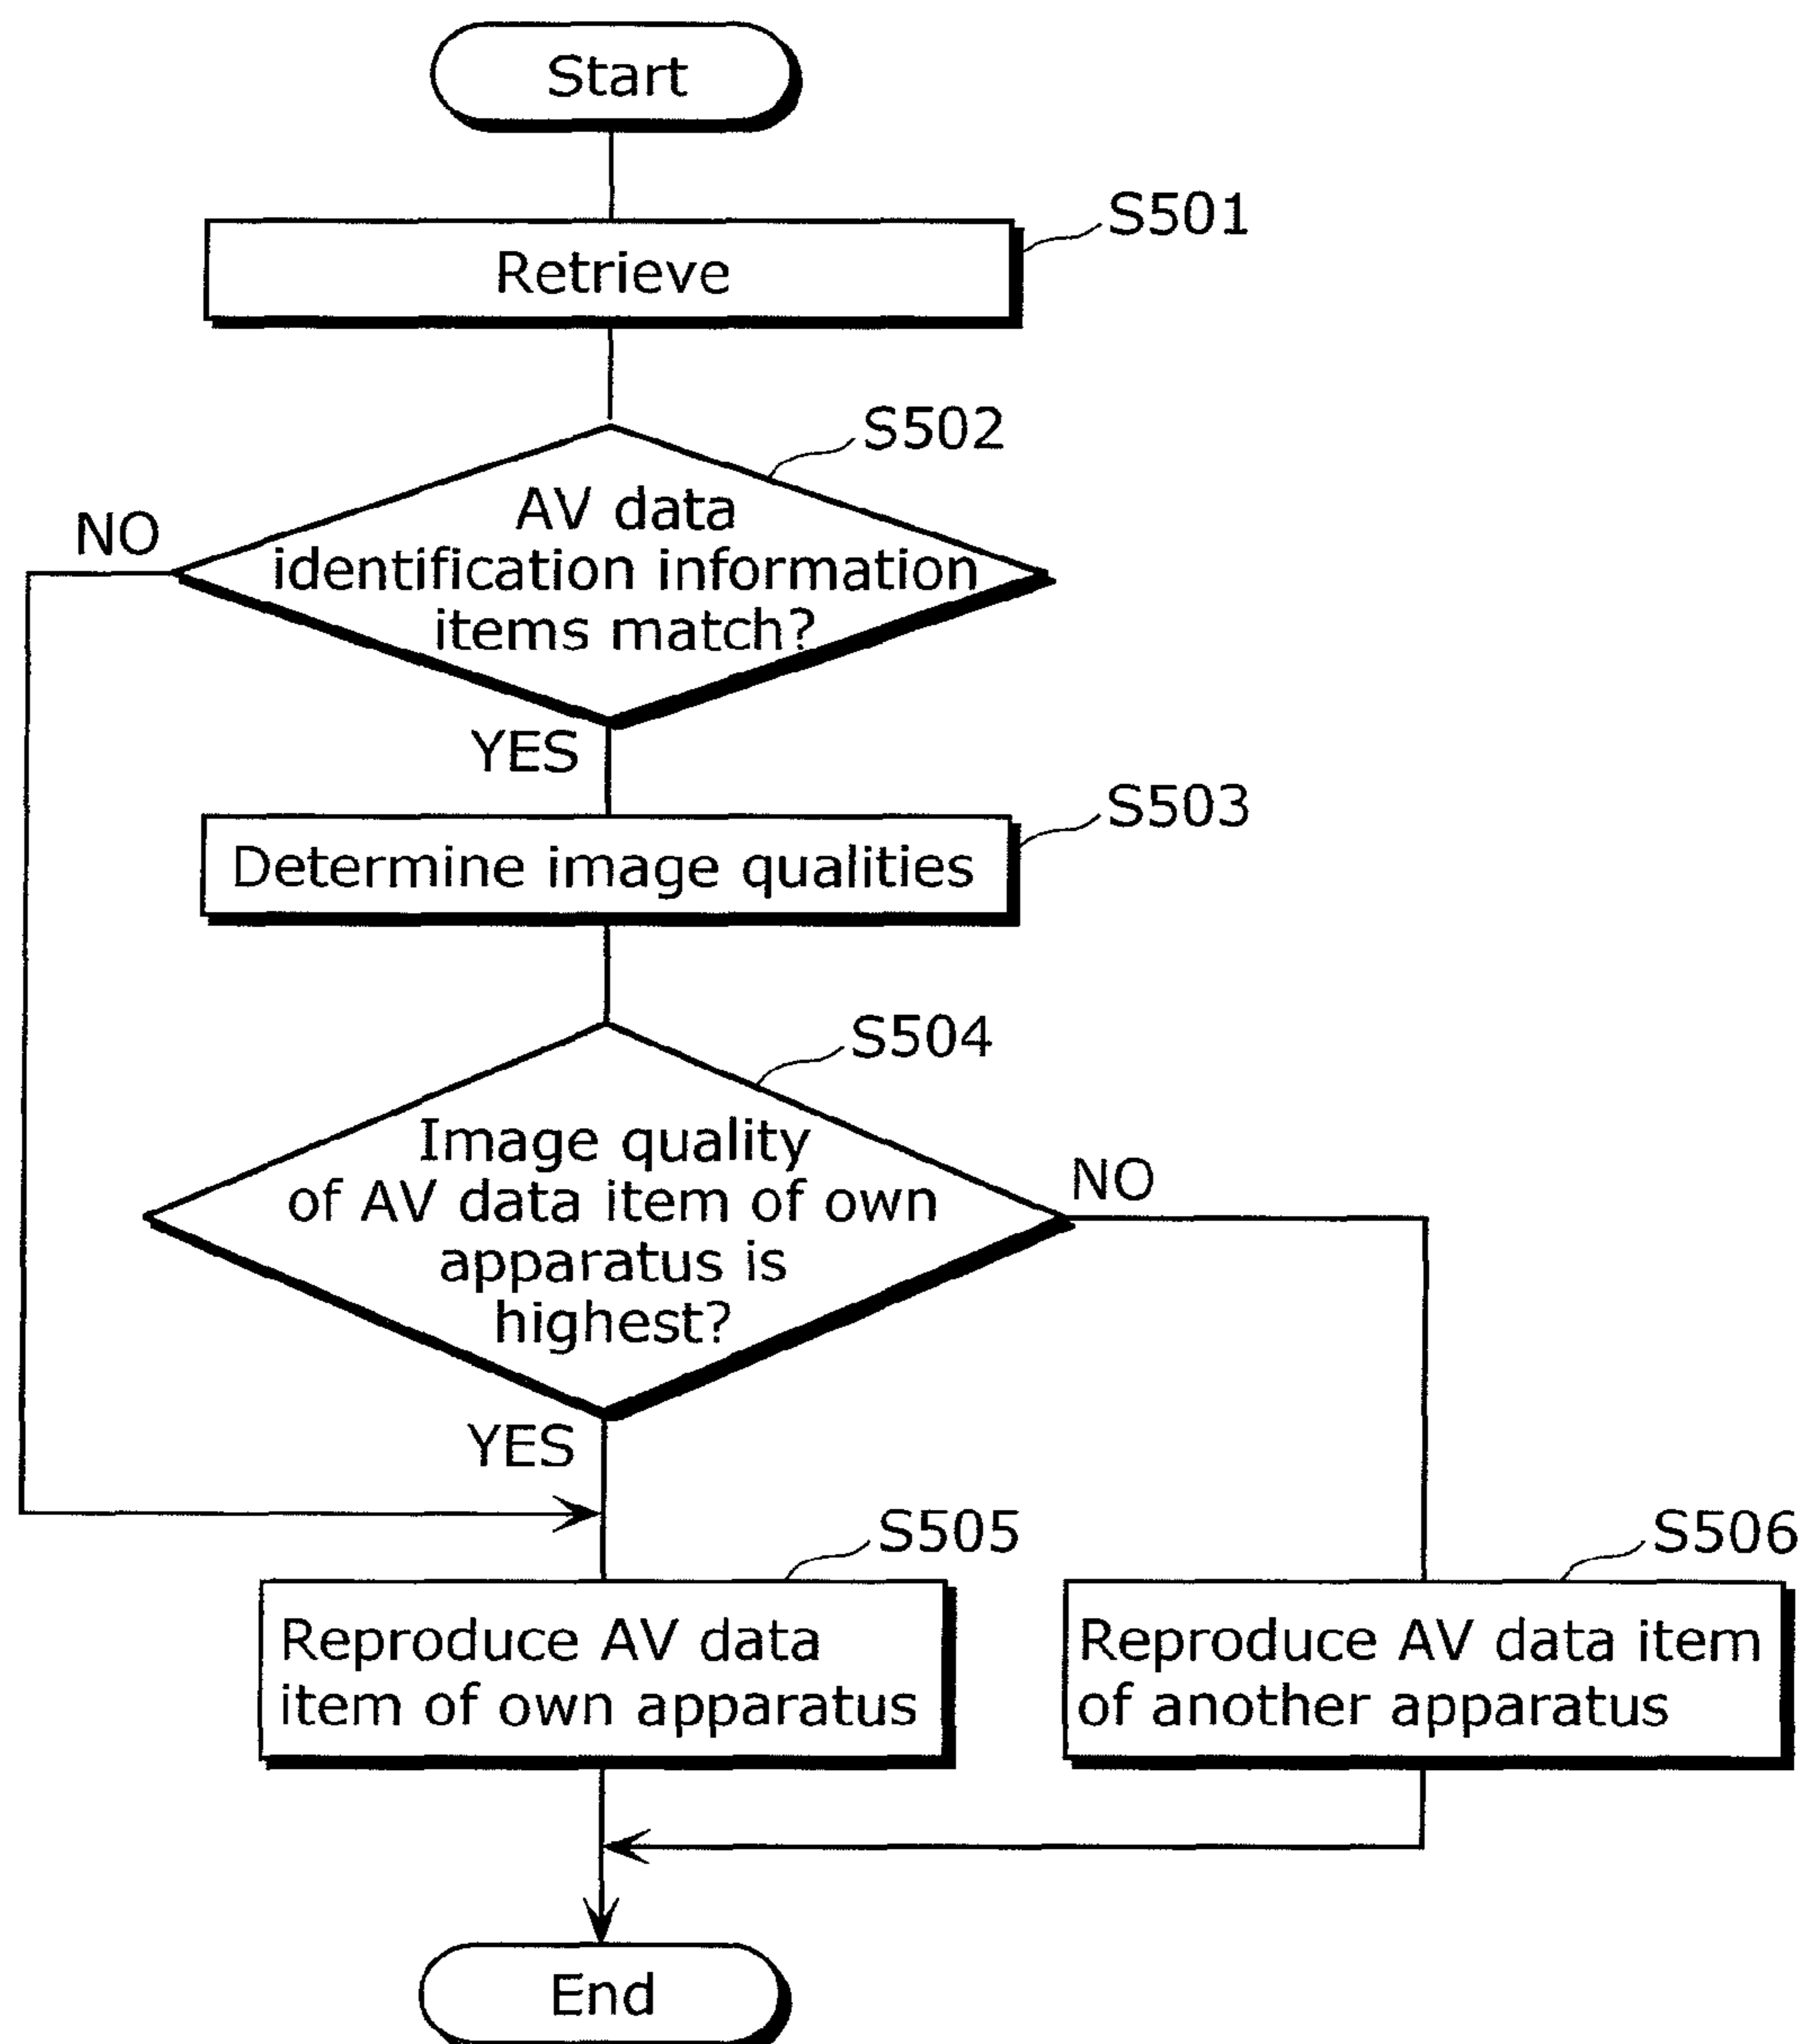 Start
S501
Retrieve
S502
AV data
identification information
items match?
NO
YES
S503
Determine image qualities
S504
Image quality
of AV data item of own
apparatus is
highest?
NO
YES
S505
Reproduce AV data
item of own apparatus
S506
Reproduce AV data item
of another apparatus
End